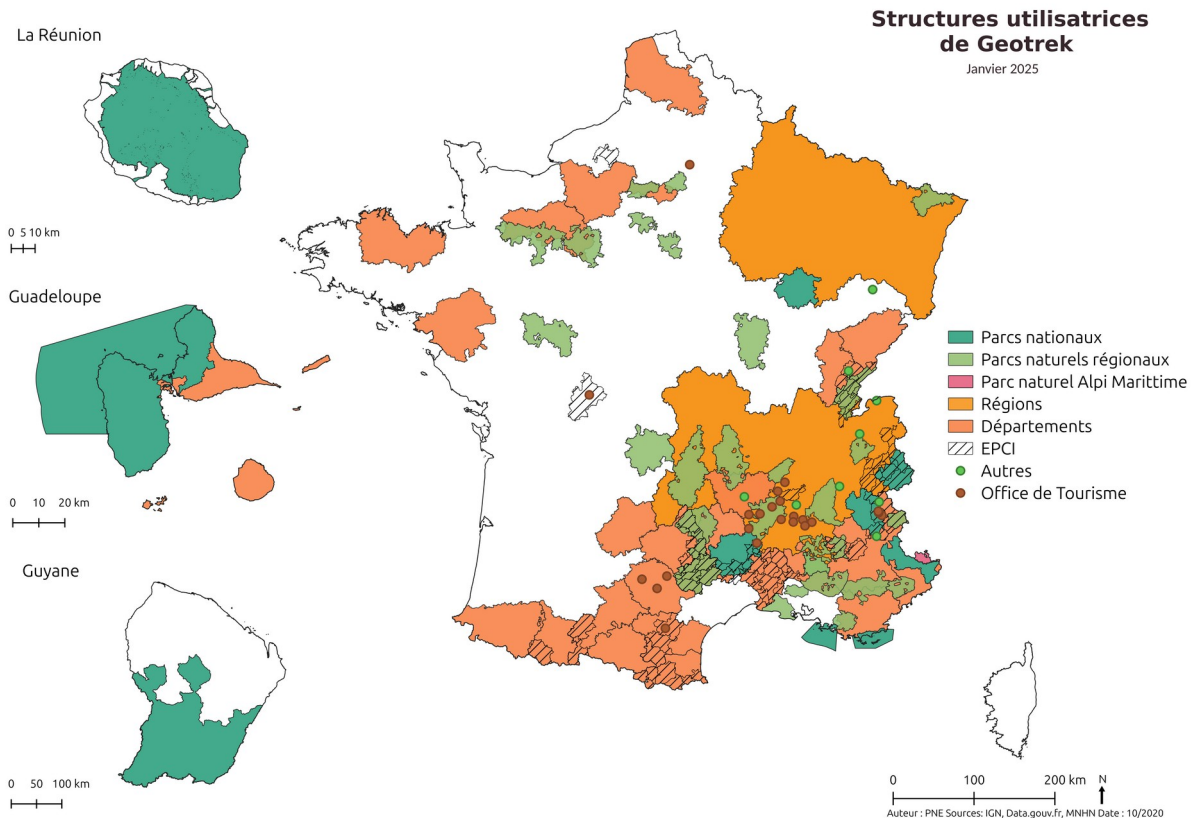 Structures utilisatrices
de Geotrek
Janvier 2025
La Réunion
0 5 10 km
Guadeloupe
0 10 20 km
Guyane
0 50 100 km
Parcs nationaux
Parcs naturels régionaux
Parc naturel Alpi Marittime
Régions
Départements
EPCI
Autres
Office de Tourisme
0 100 200 km
N
Auteur : PNE Sources: IGN, Data.gouv.fr, MNHN Date : 10/2020